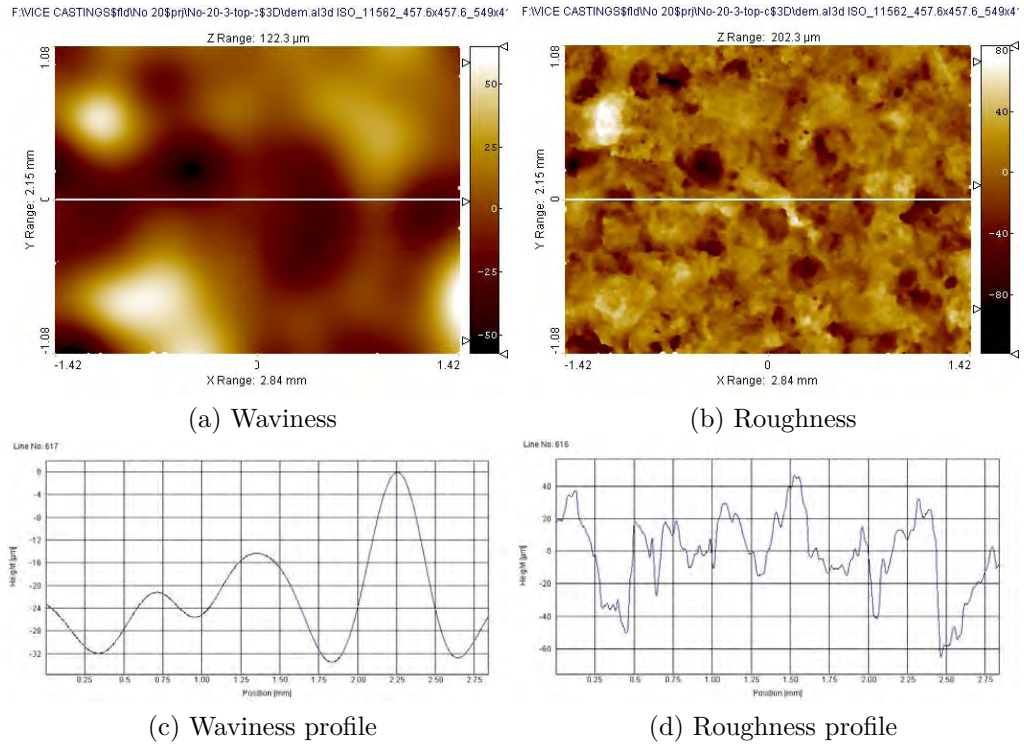 F:\VICE CASTINGS$fld\No 20$prj\No-20-3-top-c$3D\dem.al3d ISO_11562_457.6x457.6_549x41
F:\VICE CASTINGS$fld\No 20$prj\No-20-3-top-c$3D\dem.al3d ISO_11562_457.6x457.6_549x41
Z Range: 122.3 µm
Z Range: 202.3 µm
Y Range: 2.15 mm
1.08
0
-1.08
50
25
0
-25
-50
Y Range: 2.15 mm
1.08
0
-1.08
80
40
0
-40
-80
-1.42 0 1.42
-1.42 0 1.42
X Range: 2.84 mm
X Range: 2.84 mm
(a) Waviness
(b) Roughness
Line No: 617
Height [µm]
0
-4
-8
-12
-16
-20
-24
-28
-32
0.25 0.50 0.75 1.00 1.25 1.50 1.75 2.00 2.25 2.50 2.75
Position [mm]
Line No: 616
Height [µm]
40
20
0
-20
-40
-60
0.25 0.50 0.75 1.00 1.25 1.50 1.75 2.00 2.25 2.50 2.75
Position [mm]
(c) Waviness profile
(d) Roughness profile